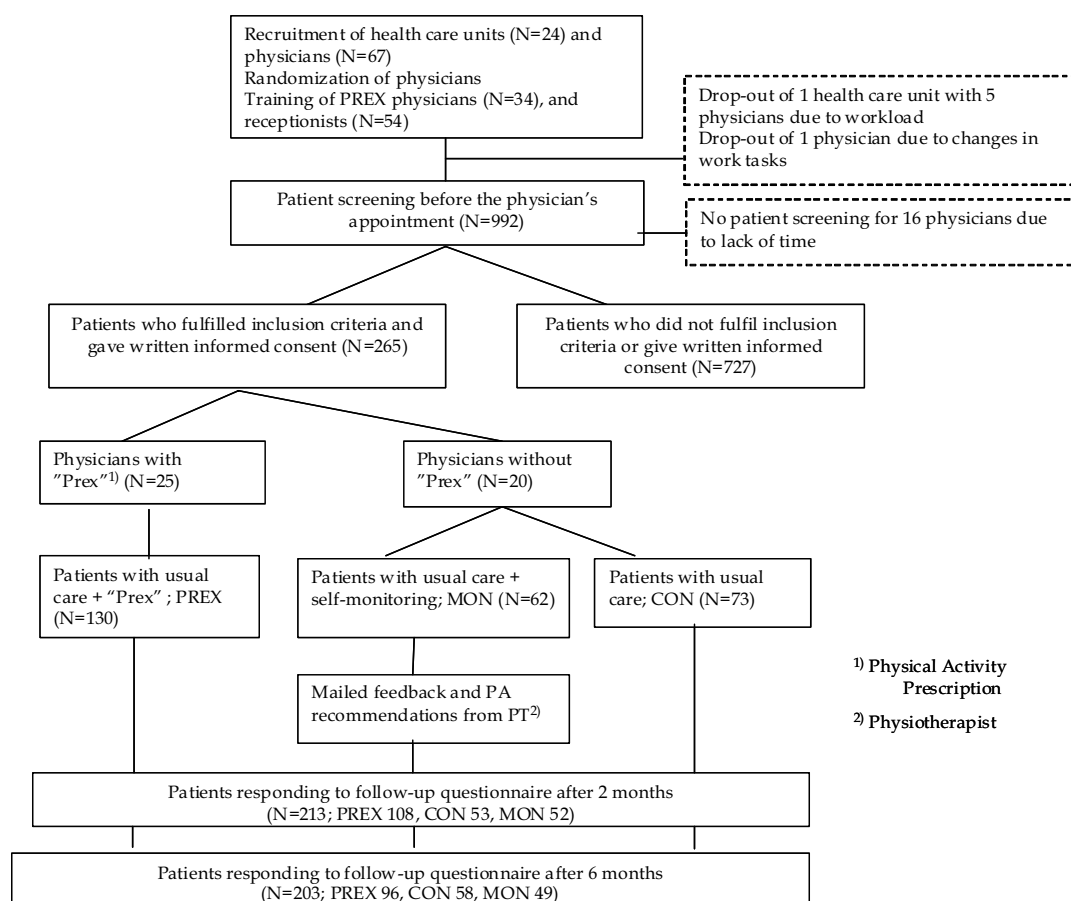 Recruitment of health care units (N=24) and
physicians (N=67)
Randomization of physicians
Training of PREX physicians (N=34), and
receptionists (N=54)
Drop-out of 1 health care unit with 5
physicians due to workload
Drop-out of 1 physician due to changes in
work tasks
Patient screening before the physician's
appointment (N=992)
No patient screening for 16 physicians due
to lack of time
Patients who fulfilled inclusion criteria and
gave written informed consent (N=265)
Patients who did not fulfil inclusion
criteria or give written informed
consent (N=727)
Physicians with
"Prex"1) (N=25)
Physicians without
"Prex" (N=20)
Patients with usual
care + "Prex" ; PREX
(N=130)
Patients with usual care +
self-monitoring; MON (N=62)
Patients with usual
care; CON (N=73)
Mailed feedback and PA
recommendations from PT2)
1) Physical Activity
Prescription
2) Physiotherapist
Patients responding to follow-up questionnaire after 2 months
(N=213; PREX 108, CON 53, MON 52)
Patients responding to follow-up questionnaire after 6 months
(N=203; PREX 96, CON 58, MON 49)